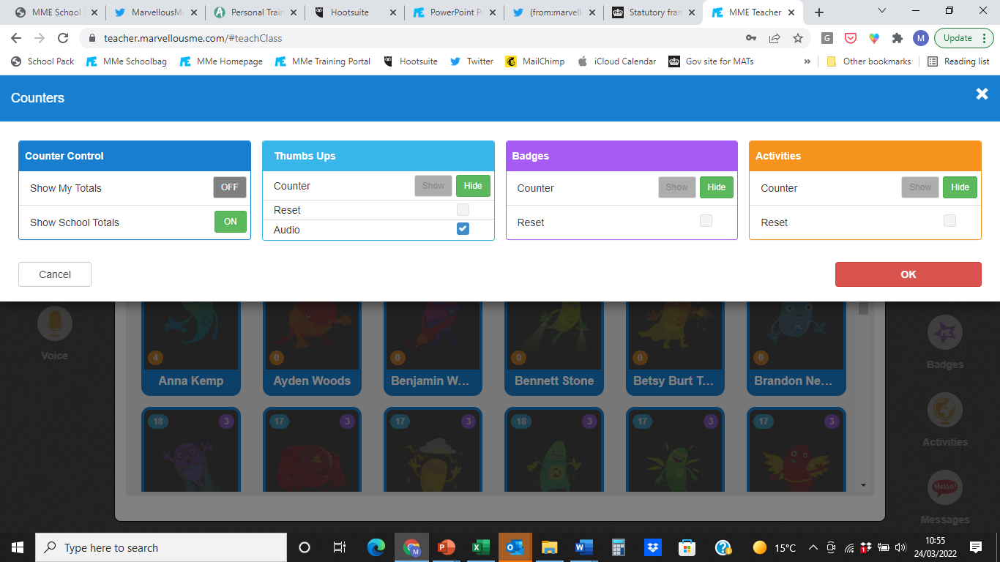 MME School
MarvellousMe
Personal Train
Hootsuite
PowerPoint P
(from:marvell
Statutory fram
MME Teacher
teacher.marvellousme.com/#teachClass
G
M
Update
School Pack
MMe Schoolbag
MMe Homepage
MMe Training Portal
Hootsuite
Twitter
MailChimp
iCloud Calendar
Gov site for MATs
»
Other bookmarks
Reading list
Counters
Counter Control
Show My Totals
OFF
Show School Totals
ON
Thumbs Ups
Counter
Show
Hide
Reset
Audio
Badges
Counter
Show
Hide
Reset
Activities
Counter
Show
Hide
Reset
Cancel
OK
Voice
4
Anna Kemp
0
Ayden Woods
0
Benjamin W...
0
Bennett Stone
0
Betsy Burt T...
0
Brandon Ne...
18 3
17 3
17 3
18 3
17 3
17 3
Badges
Activities
Hello!
Messages
Type here to search
15°C
10:55
24/03/2022